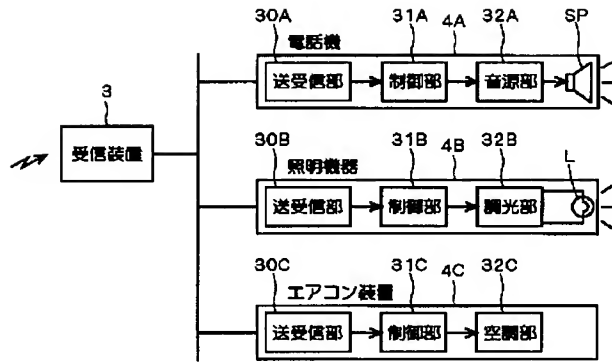 30A 31A 4A 32A SP
電話機
送受信部 制御部 音源部
3
受信装置
30B 31B 4B 32B L
照明機器
送受信部 制御部 調光部
30C 31C 4C 32C
エアコン装置
送受信部 制御部 空調部